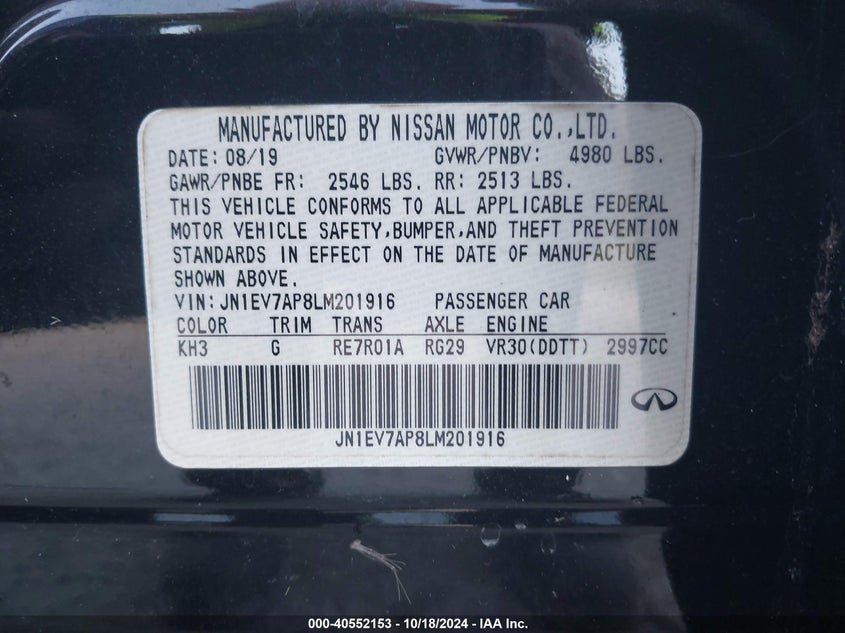 MANUFACTURED BY NISSAN MOTOR CO.,LTD.
DATE: 08/19 GVWR/PNBV: 4980 LBS.
GAWR/PNBE FR: 2546 LBS. RR: 2513 LBS.
THIS VEHICLE CONFORMS TO ALL APPLICABLE FEDERAL
MOTOR VEHICLE SAFETY,BUMPER,AND THEFT PREVENTION
STANDARDS IN EFFECT ON THE DATE OF MANUFACTURE
SHOWN ABOVE.
VIN: JN1EV7AP8LM201916 PASSENGER CAR
COLOR TRIM TRANS AXLE ENGINE
KH3 G RE7R01A RG29 VR30(DDTT) 2997CC
JN1EV7AP8LM201916
000-40552153 - 10/18/2024 - IAA Inc.